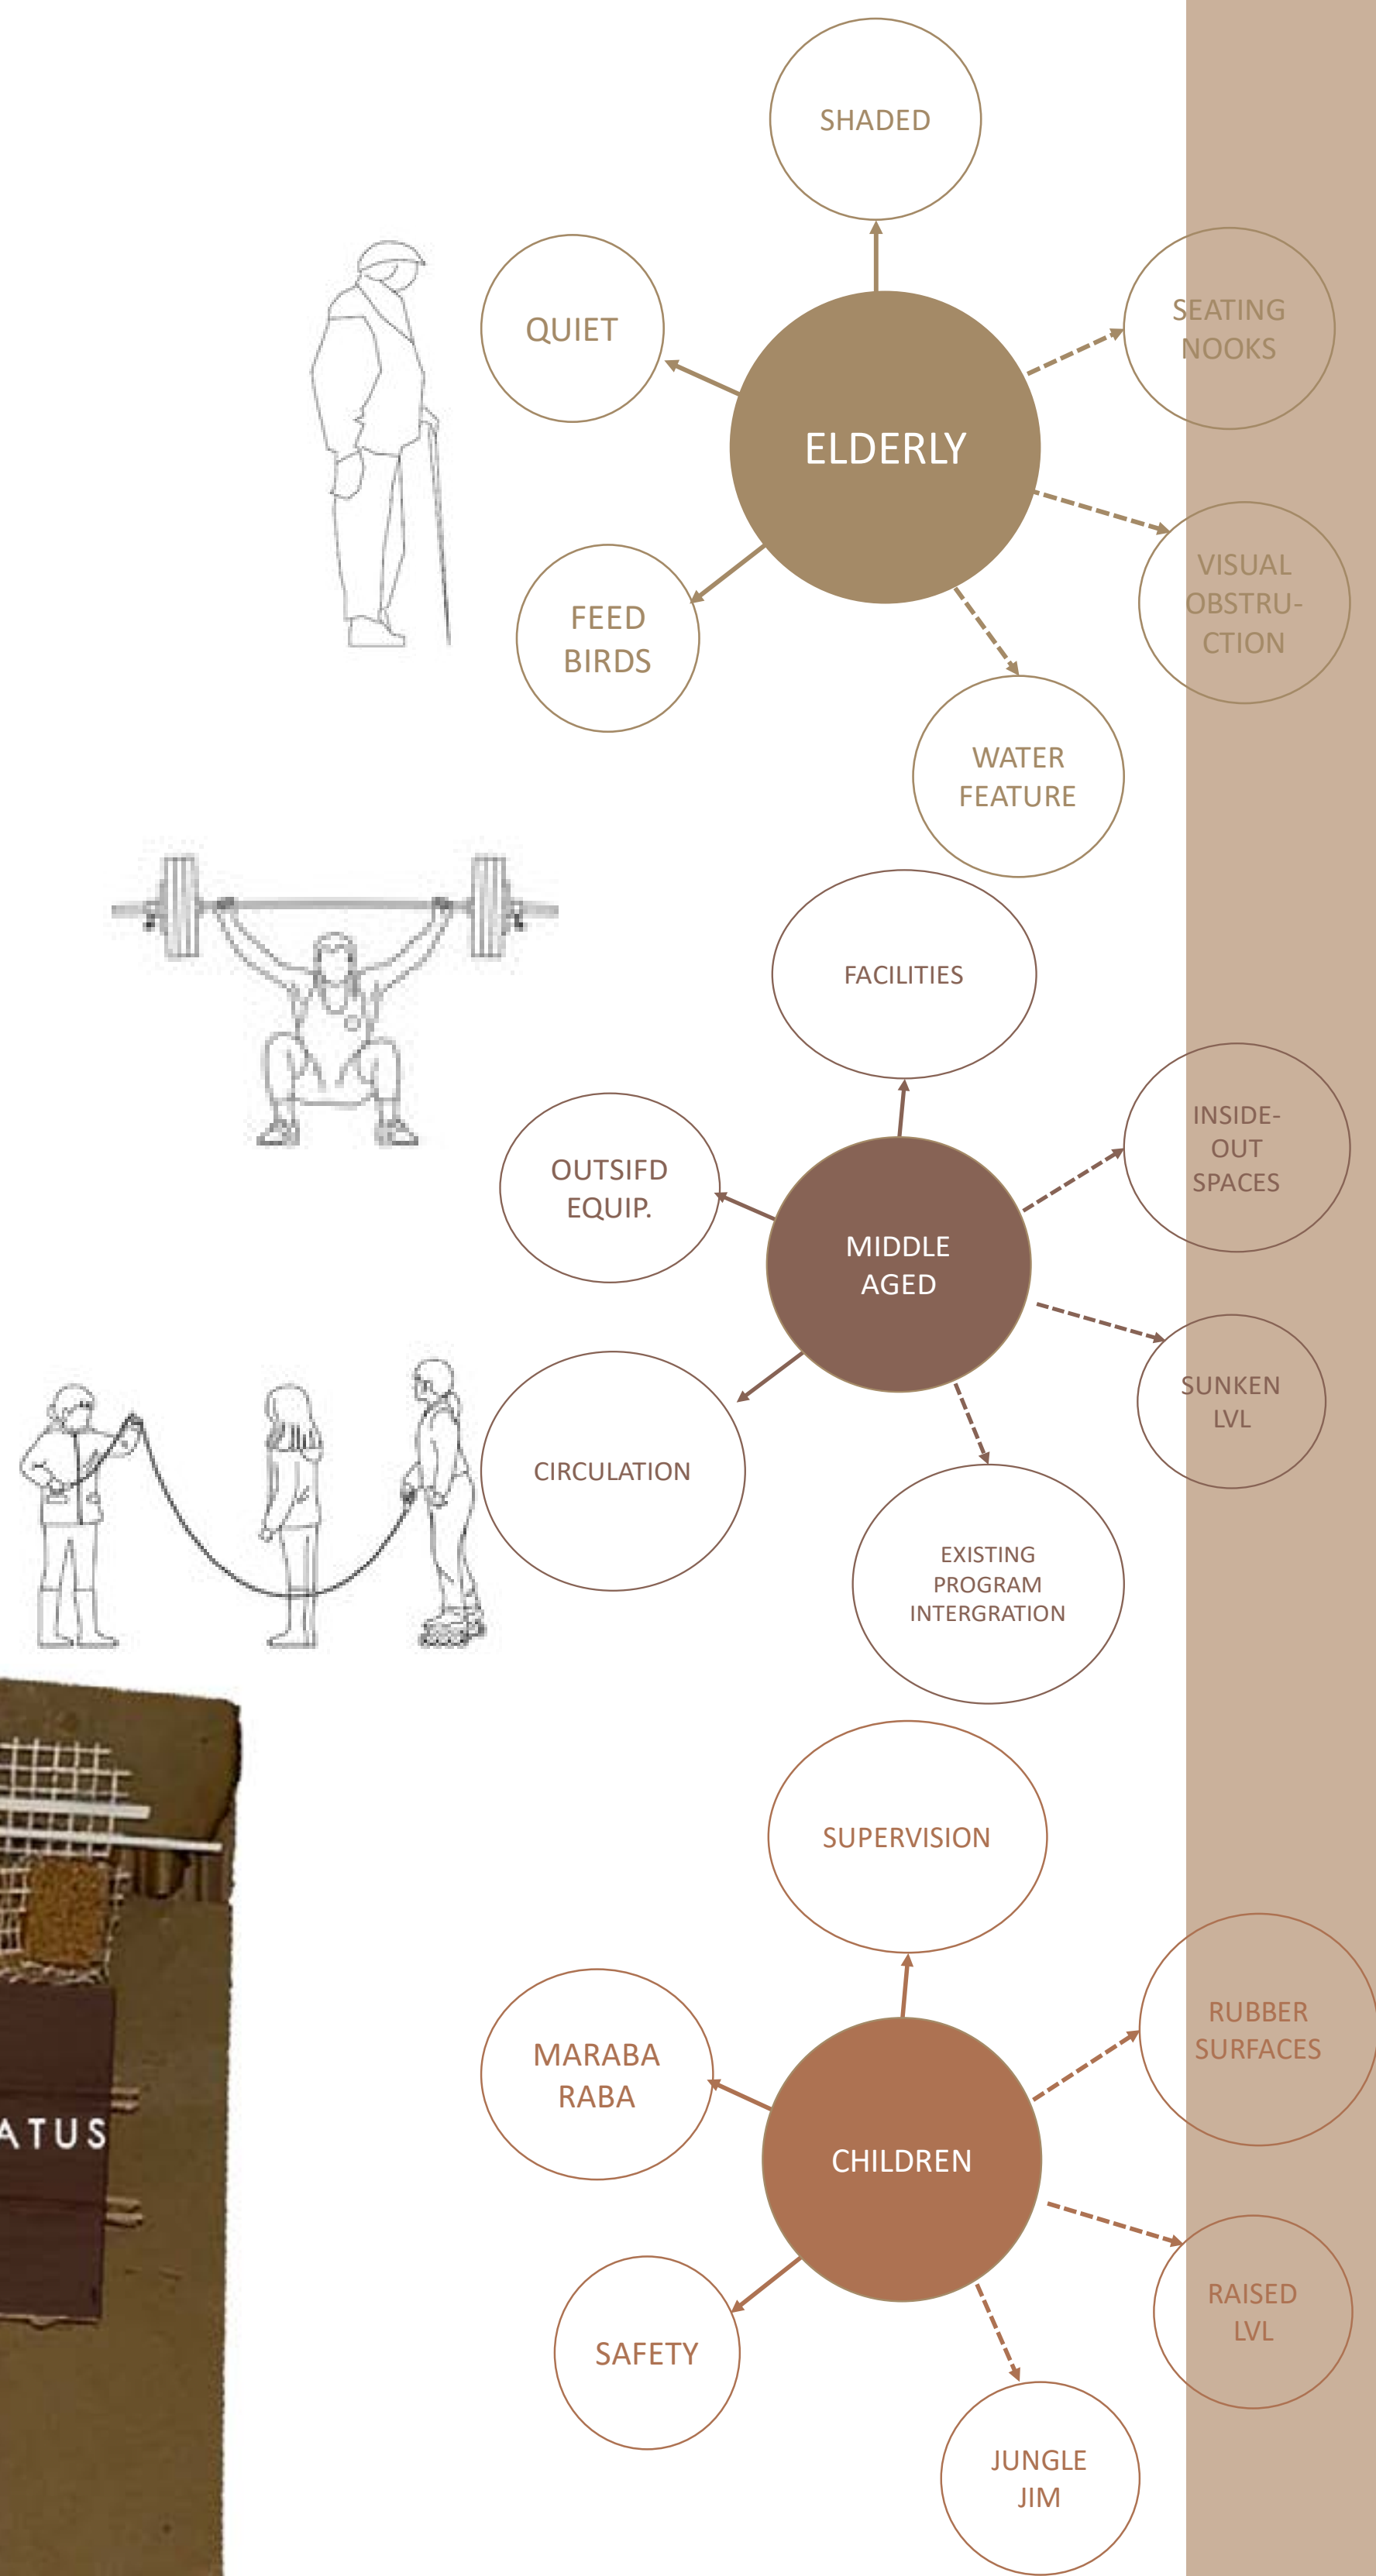 SHADED
QUIET
SEATING
NOOKS
ELDERLY
VISUAL
OBSTRU-
CTION
FEED
BIRDS
WATER
FEATURE
FACILITIES
INSIDE-
OUT
SPACES
OUTSIFD
EQUIP.
MIDDLE
AGED
SUNKEN
LVL
CIRCULATION
EXISTING
PROGRAM
INTERGRATION
SUPERVISION
RUBBER
SURFACES
MARABA
RABA
CHILDREN
ATUS
RAISED
LVL
SAFETY
JUNGLE
JIM